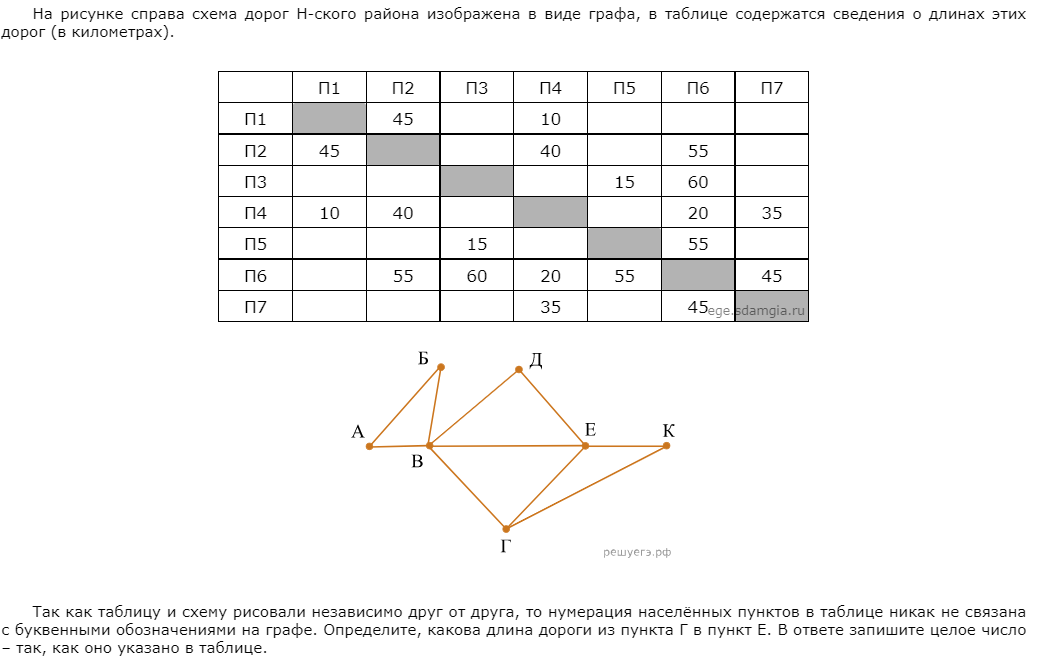 На рисунке справа схема дорог Н-ского района изображена в виде графа, в таблице содержатся сведения о длинах этих
дорог (в километрах).
П1 П2 П3 П4 П5 П6 П7
П1 45 10
П2 45 40 55
П3 15 60
П4 10 40 20 35
П5 15 55
П6 55 60 20 55 45
П7 35 45
ege.sdamgia.ru
Б Д
А Е К
В
Г
решуегэ.рф
Так как таблицу и схему рисовали независимо друг от друга, то нумерация населённых пунктов в таблице никак не связана
с буквенными обозначениями на графе. Определите, какова длина дороги из пункта Г в пункт Е. В ответе запишите целое число
– так, как оно указано в таблице.